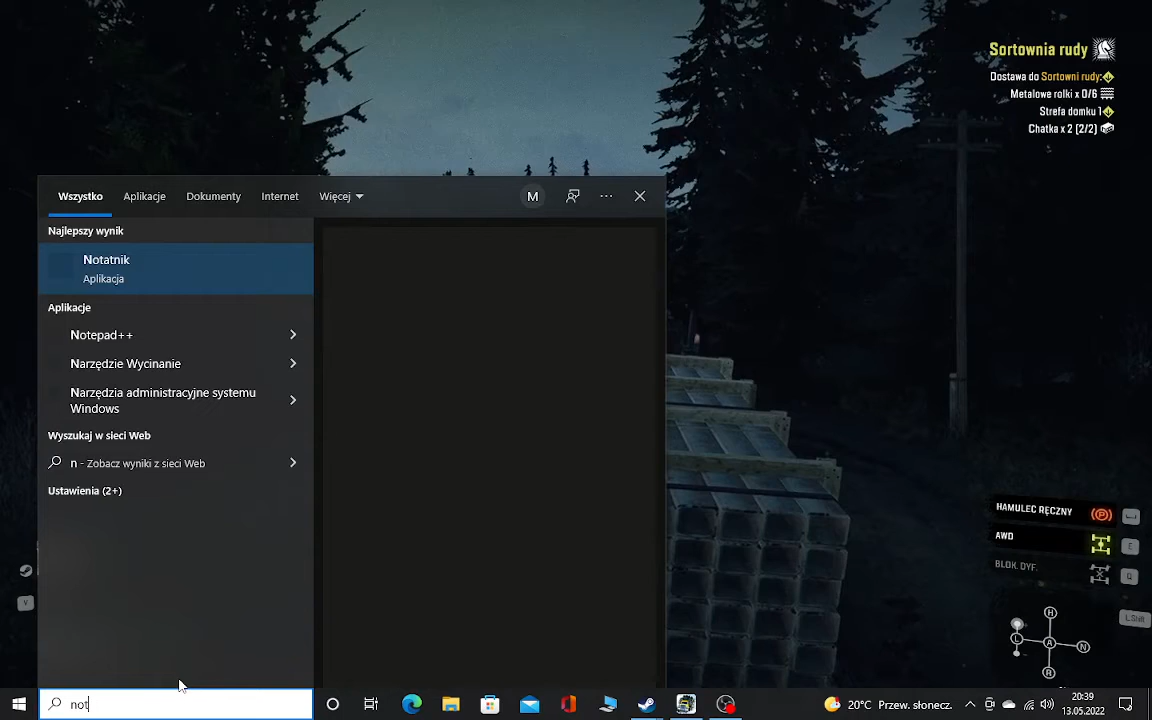 Sortownia rudy
Dostawa do Sortowni rudy:
Metalowe rolki x 0/6
Strefa domku 1
Chatka x 2 (2/2)
Wszystko
Aplikacje
Dokumenty
Internet
Więcej
M
Najlepszy wynik
Notatnik
Aplikacja
Aplikacje
Notepad++
Narzędzie Wycinanie
Narzędzia administracyjne systemu
Windows
Wyszukaj w sieci Web
n - Zobacz wyniki z sieci Web
Ustawienia (2+)
HAMULEC RĘCZNY
AWD
E
BLOK. DYF.
Q
V
H
L
A
N
R
L.Shift
not
20°C Przew. słonecz.
20:39
13.05.2022